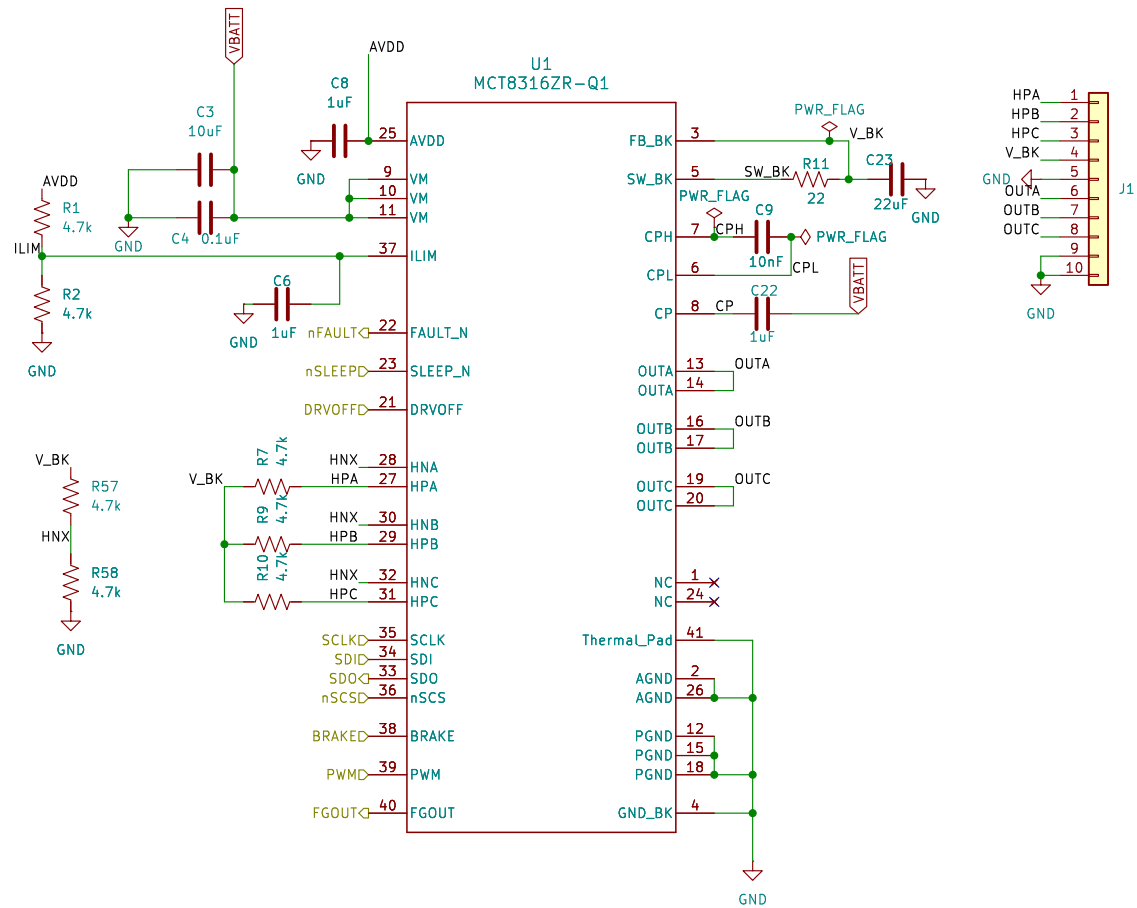 VBATT
AVDD
C8
1uF
C3
10uF
GND
25 AVDD
9 VM
10 VM
11 VM
C4 0.1uF
GND
AVDD
R1
4.7k
ILIM
37 ILIM
R2
4.7k
GND
C6
1uF
GND
nFAULT 22 FAULT_N
nSLEEP 23 SLEEP_N
DRVOFF 21 DRVOFF
V_BK
R57
4.7k
HNX
R58
4.7k
GND
V_BK
R7 4.7k
R9 4.7k
R10 4.7k
HNX 28 HNA
HPA 27 HPA
HNX 30 HNB
HPB 29 HPB
HNX 32 HNC
HPC 31 HPC
SCLK 35 SCLK
SDI 34 SDI
SDO 33 SDO
nSCS 36 nSCS
BRAKE 38 BRAKE
PWM 39 PWM
FGOUT 40 FGOUT
U1
MCT8316ZR-Q1
PWR_FLAG
FB_BK 3 V_BK
SW_BK 5 SW_BK R11
22
C23
22uF
GND
PWR_FLAG
CPH 7 CPH C9
10nF
PWR_FLAG
CPL 6 CPL
CP 8 CP C22
1uF
VBATT
OUTA 13 OUTA
OUTA 14
OUTB 16 OUTB
OUTB 17
OUTC 19 OUTC
OUTC 20
NC 1
NC 24
Thermal_Pad 41
AGND 2
AGND 26
PGND 12
PGND 15
PGND 18
GND_BK 4
GND
HPA 1
HPB 2
HPC 3
V_BK 4
GND 5
OUTA 6
OUTB 7
OUTC 8
9
10
J1
GND